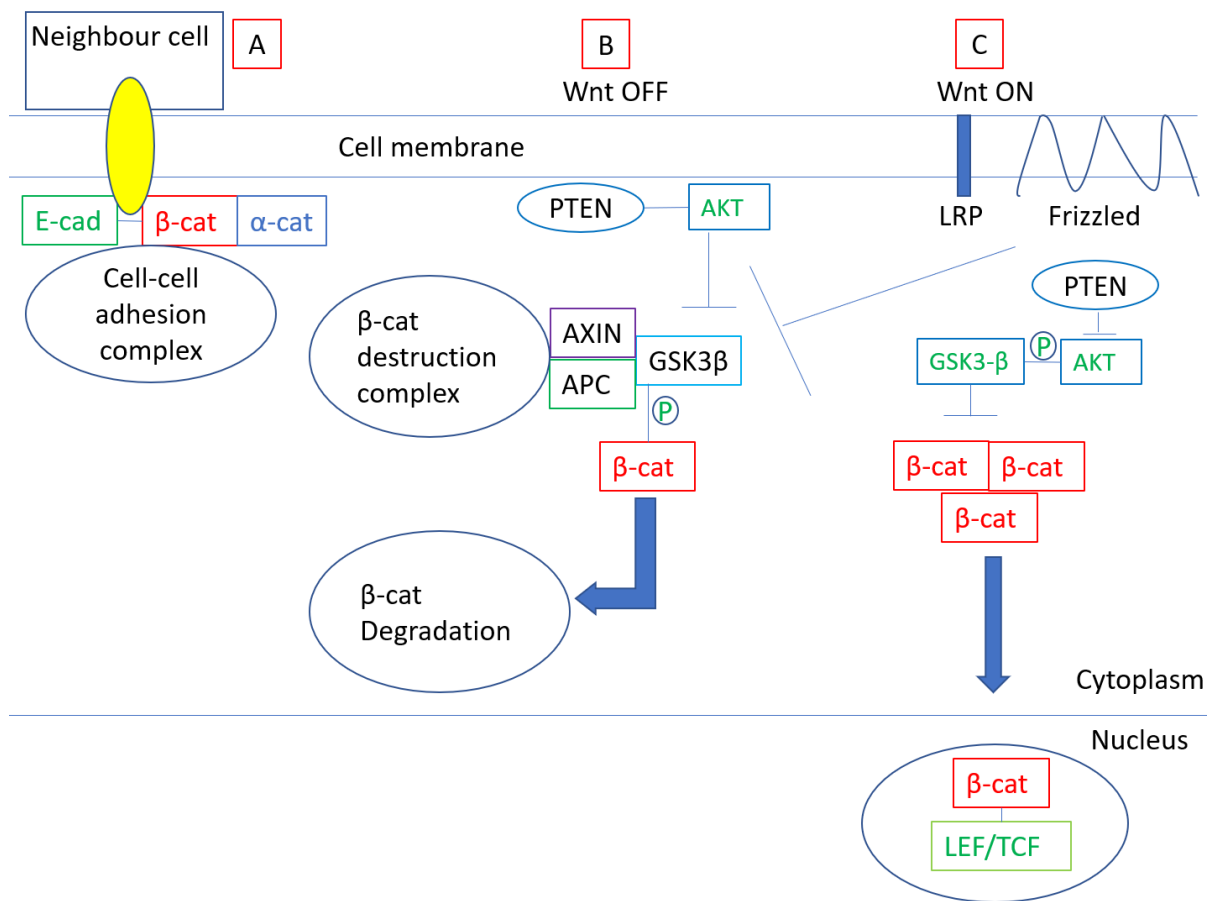 Neighbour cell
A
B
C
Wnt OFF
Wnt ON
Cell membrane
E-cad
β-cat
α-cat
Cell-cell
adhesion
complex
PTEN
AKT
β-cat
destruction
complex
AXIN
APC
GSK3β
P
β-cat
β-cat
Degradation
LRP
Frizzled
PTEN
GSK3-β
P
AKT
β-cat
β-cat
β-cat
Cytoplasm
Nucleus
β-cat
LEF/TCF